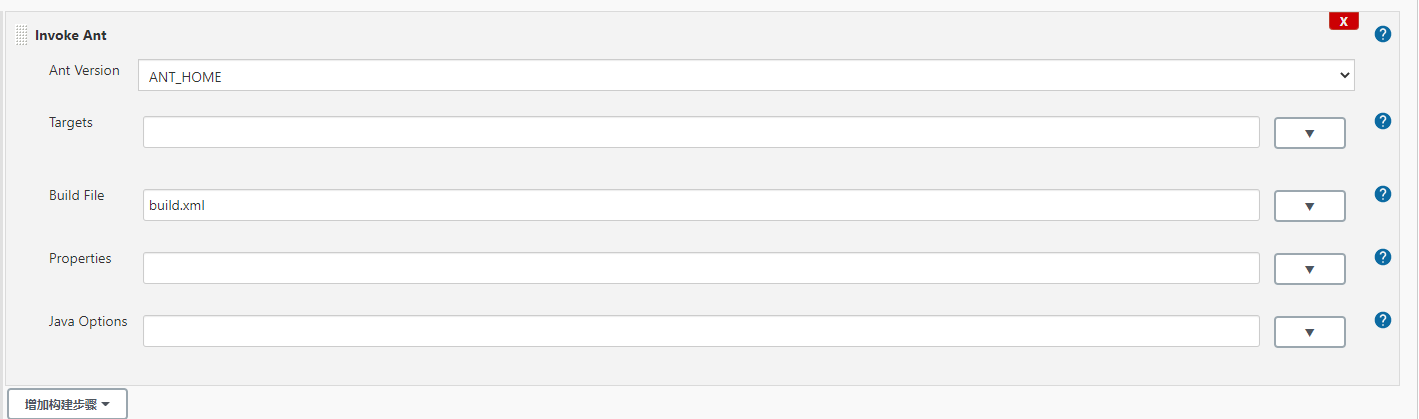 Invoke Ant
X
?
Ant Version
ANT_HOME
Targets
?
Build File
build.xml
?
Properties
?
Java Options
?
增加构建步骤